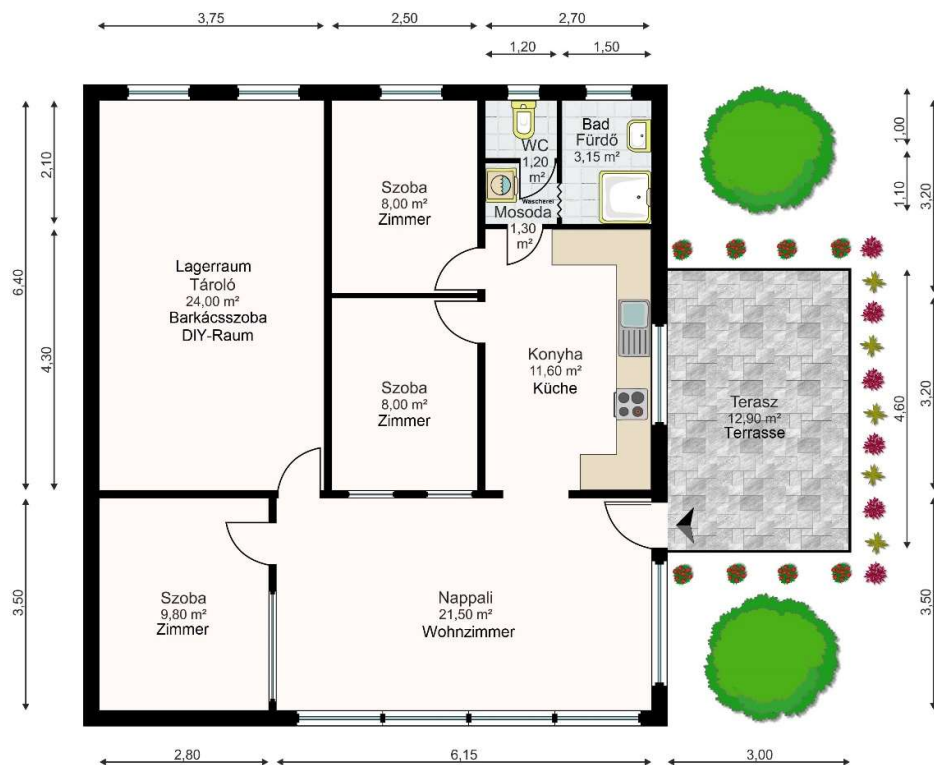 3,75
2,50
2,70
1,20
1,50
2,10
6,40
4,30
3,50
Lagerraum
Tároló
24,00 m²
Barkácsszoba
DIY-Raum
Szoba
8,00 m²
Zimmer
Szoba
8,00 m²
Zimmer
WC
1,20
m²
Bad
Fürdő
3,15 m²
Wascherei
Mosoda
1,30
m²
Konyha
11,60 m²
Küche
Terasz
12,90 m²
Terrasse
Szoba
9,80 m²
Zimmer
Nappali
21,50 m²
Wohnzimmer
1,00
1,10
3,20
4,60
3,20
3,50
2,80
6,15
3,00